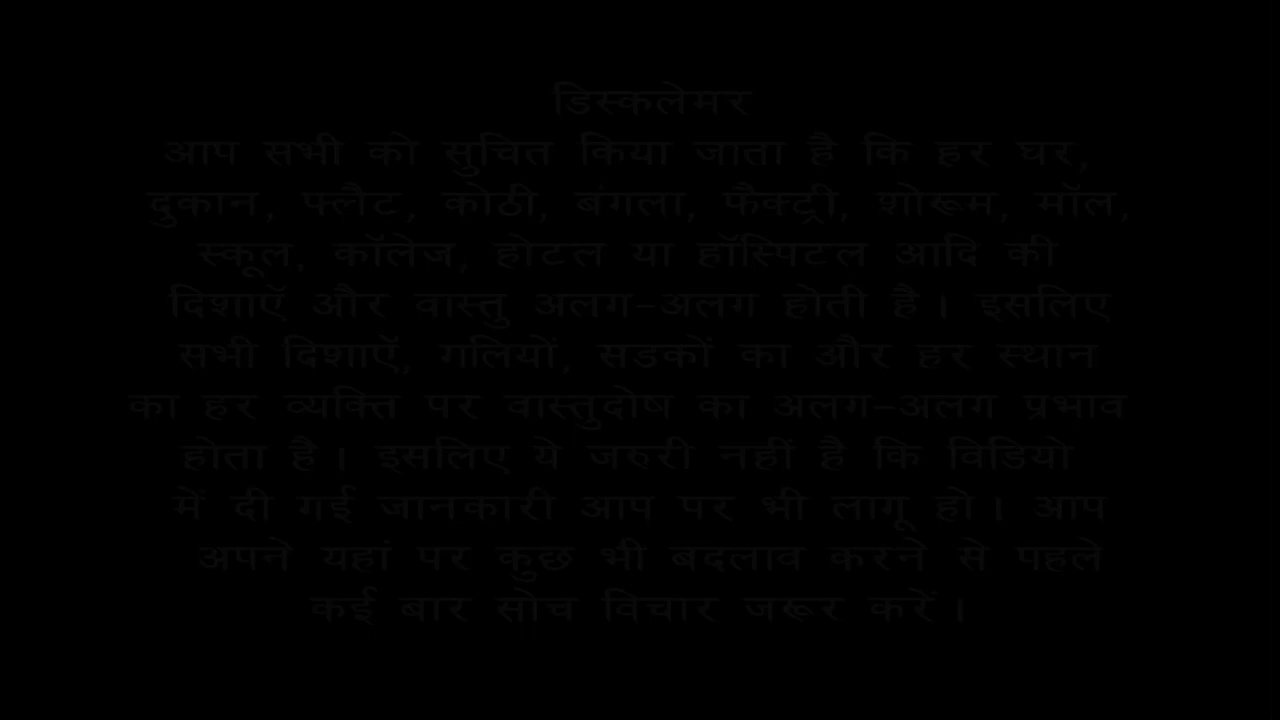 डिस्कलेमर
आप सभी को सुचित किया जाता है कि हर घर,
दुकान, फ्लैट, कोठी, बंगला, फैक्ट्री, शोरूम, मॉल,
स्कूल, कॉलेज, होटल या हॉस्पिटल आदि की
दिशाएँ और वास्तु अलग-अलग होती है। इसलिए
सभी दिशाएँ, गलियों, सडकों का और हर स्थान
का हर व्यक्ति पर वास्तुदोष का अलग-अलग प्रभाव
होता है। इसलिए ये जरुरी नहीं है कि विडियो
में दी गई जानकारी आप पर भी लागू हो। आप
अपने यहां पर कुछ भी बदलाव करने से पहले
कई बार सोच विचार जरूर करें।